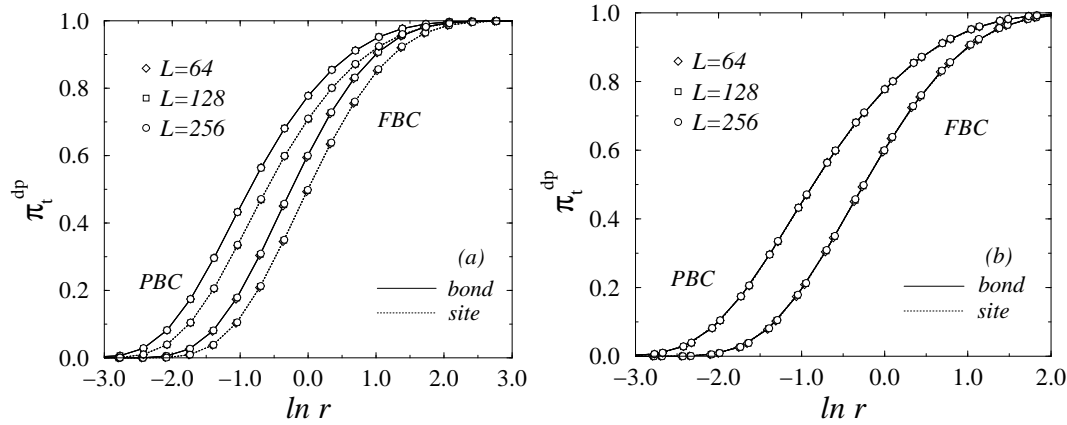 1.0
0.8
0.6
0.4
0.2
0.0
π_t^dp
L=64
L=128
L=256
FBC
PBC
(a)
bond
site
−3.0 −2.0 −1.0 0.0 1.0 2.0 3.0
ln r
1.0
0.8
0.6
0.4
0.2
0.0
π_t^dp
L=64
L=128
L=256
FBC
PBC
(b)
bond
site
−3.0 −2.0 −1.0 0.0 1.0 2.0
ln r